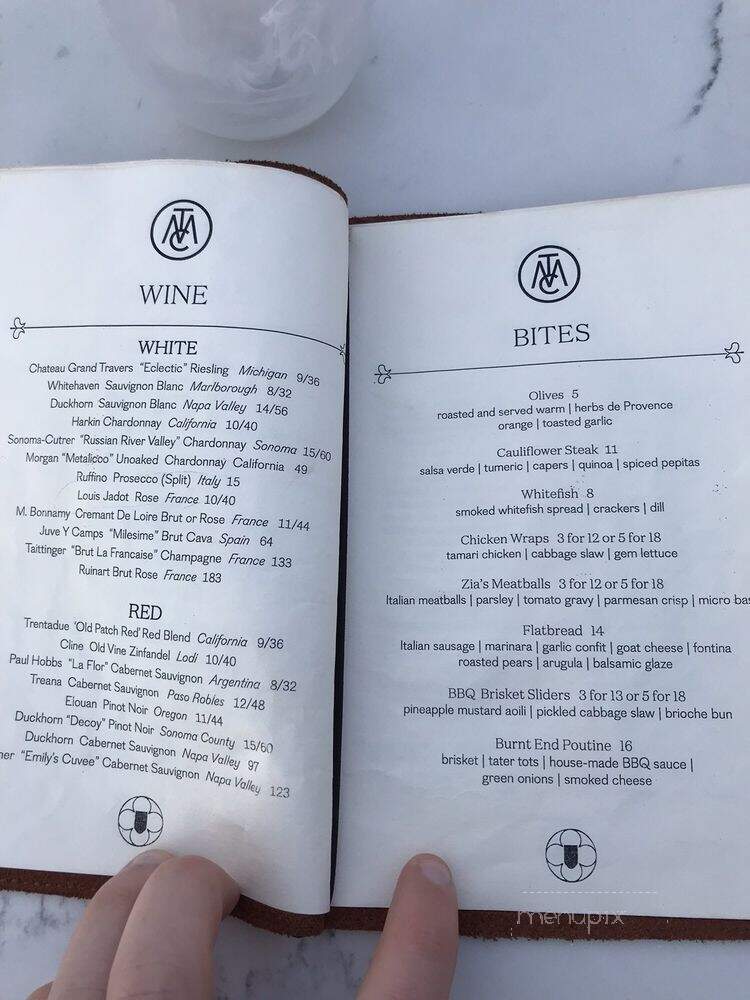 WINE
WHITE
Chateau Grand Travers "Eclectic" Riesling Michigan 9/36
Whitehaven Sauvignon Blanc Marlborough 8/32
Duckhorn Sauvignon Blanc Napa Valley 14/56
Harkin Chardonnay California 10/40
Sonoma-Cutrer "Russian River Valley" Chardonnay Sonoma 15/60
Morgan "Metalicco" Unoaked Chardonnay California 49
Ruffino Prosecco (Split) Italy 15
Louis Jadot Rose France 10/40
M. Bonnamy Cremant De Loire Brut or Rose France 11/44
Juve Y Camps "Milesime" Brut Cava Spain 64
Taittinger "Brut La Francaise" Champagne France 133
Ruinart Brut Rose France 183
RED
Trentadue 'Old Patch Red' Red Blend California 9/36
Cline Old Vine Zinfandel Lodi 10/40
Paul Hobbs "La Flor" Cabernet Sauvignon Argentina 8/32
Treana Cabernet Sauvignon Paso Robles 12/48
Elouan Pinot Noir Oregon 11/44
Duckhorn "Decoy" Pinot Noir Sonoma County 15/60
Duckhorn Cabernet Sauvignon Napa Valley 97
"Emily's Cuvee" Cabernet Sauvignon Napa Valley 123
BITES
Olives 5
roasted and served warm | herbs de Provence
orange | toasted garlic
Cauliflower Steak 11
salsa verde | tumeric | capers | quinoa | spiced pepitas
Whitefish 8
smoked whitefish spread | crackers | dill
Chicken Wraps 3 for 12 or 5 for 18
tamari chicken | cabbage slaw | gem lettuce
Zia's Meatballs 3 for 12 or 5 for 18
Italian meatballs | parsley | tomato gravy | parmesan crisp | micro bas
Flatbread 14
Italian sausage | marinara | garlic confit | goat cheese | fontina
roasted pears | arugula | balsamic glaze
BBQ Brisket Sliders 3 for 13 or 5 for 18
pineapple mustard aoili | pickled cabbage slaw | brioche bun
Burnt End Poutine 16
brisket | tater tots | house-made BBQ sauce |
green onions | smoked cheese
menupix